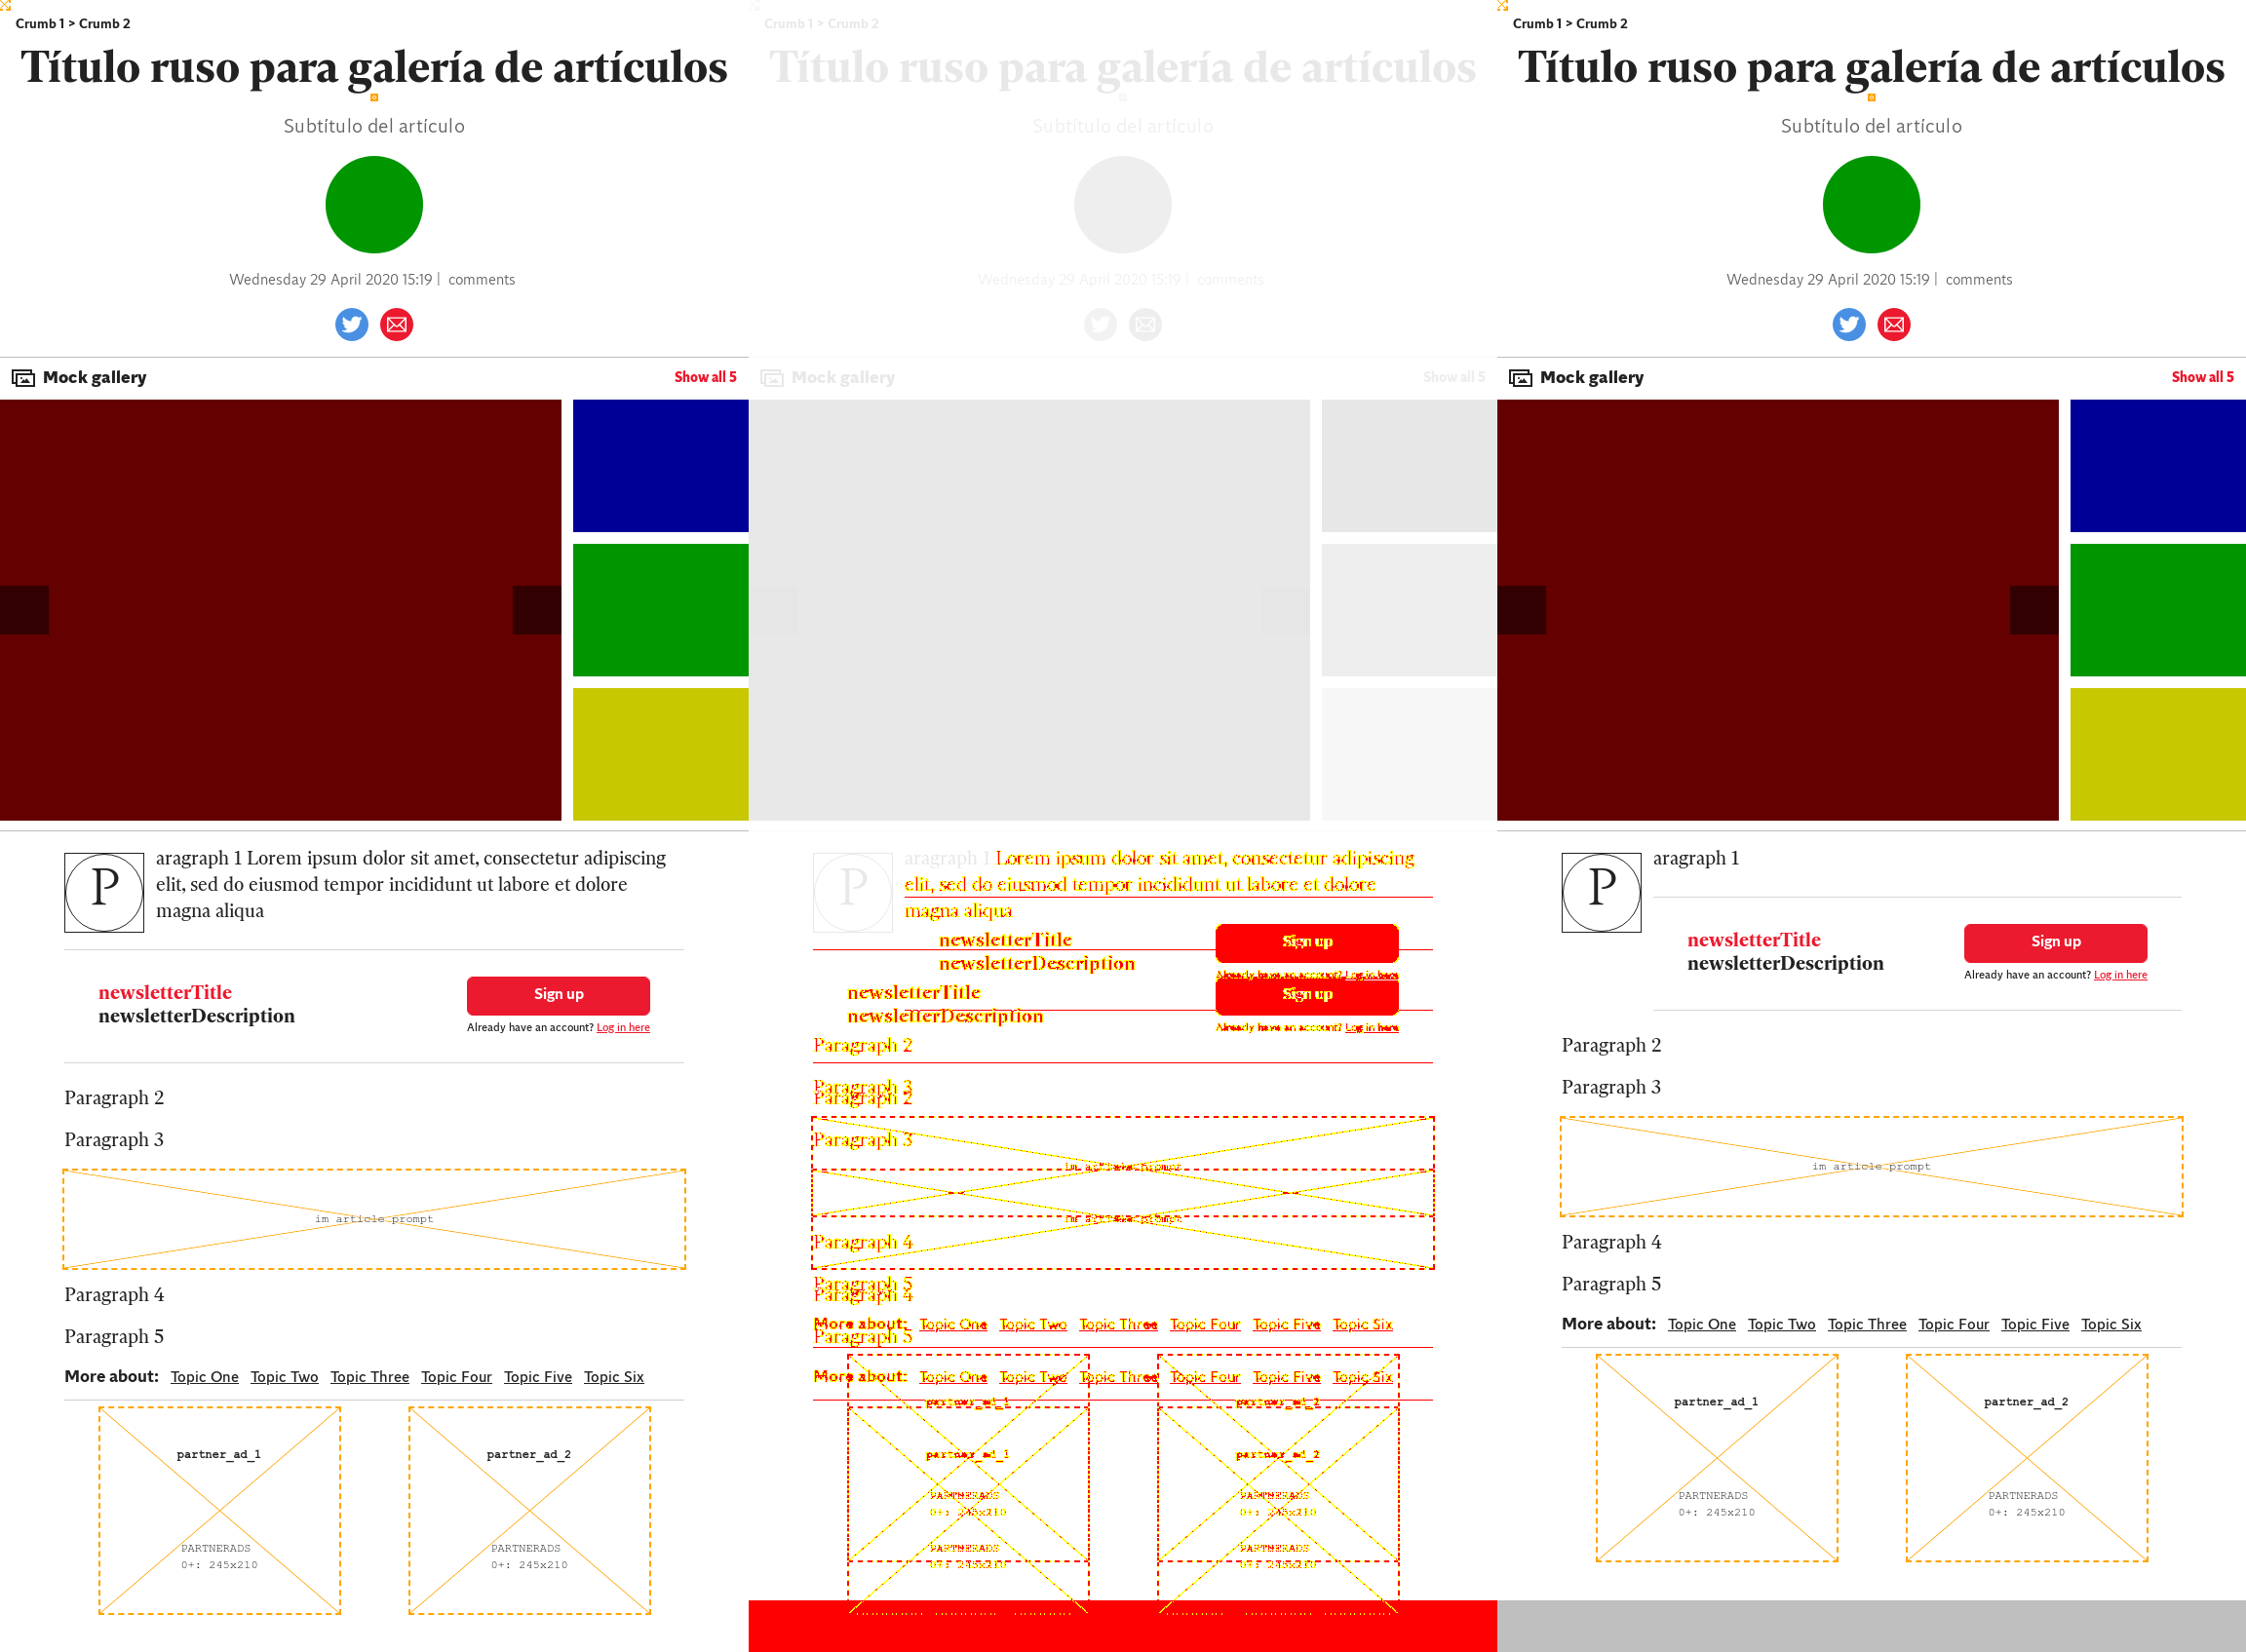 Crumb 1 > Crumb 2
Título ruso para galería de artículos
Subtítulo del artículo
Wednesday 29 April 2020 15:19 | comments
Mock gallery
Show all 5
P
aragraph 1 Lorem ipsum dolor sit amet, consectetur adipiscing
elit, sed do eiusmod tempor incididunt ut labore et dolore
magna aliqua
newsletterTitle
newsletterDescription
Sign up
Already have an account? Log in here
Paragraph 2
Paragraph 3
im article prompt
Paragraph 4
Paragraph 5
More about: Topic One Topic Two Topic Three Topic Four Topic Five Topic Six
partner_ad_1
PARTNERADS
0+: 245x210
partner_ad_2
PARTNERADS
0+: 245x210
Crumb 1 > Crumb 2
Título ruso para galería de artículos
Subtítulo del artículo
Wednesday 29 April 2020 15:19 | comments
Mock gallery
Show all 5
P
aragraph 1 Lorem ipsum dolor sit amet, consectetur adipiscing
elit, sed do eiusmod tempor incididunt ut labore et dolore
magna aliqua
newsletterTitle
newsletterDescription
Sign up
Already have an account? Log in here
newsletterTitle
newsletterDescription
Sign up
Already have an account? Log in here
Paragraph 2
Paragraph 3
Paragraph 2
Paragraph 3
im article prompt
im article prompt
Paragraph 4
Paragraph 5
Paragraph 4
More about: Topic One Topic Two Topic Three Topic Four Topic Five Topic Six
Paragraph 5
More about: Topic One Topic Two Topic Three Topic Four Topic Five Topic Six
partner_ad_1
partner_ad_1
PARTNERADS
0+: 245x210
PARTNERADS
0+: 245x210
partner_ad_2
partner_ad_2
PARTNERADS
0+: 245x210
PARTNERADS
0+: 245x210
Crumb 1 > Crumb 2
Título ruso para galería de artículos
Subtítulo del artículo
Wednesday 29 April 2020 15:19 | comments
Mock gallery
Show all 5
P
aragraph 1
newsletterTitle
newsletterDescription
Sign up
Already have an account? Log in here
Paragraph 2
Paragraph 3
im article prompt
Paragraph 4
Paragraph 5
More about: Topic One Topic Two Topic Three Topic Four Topic Five Topic Six
partner_ad_1
PARTNERADS
0+: 245x210
partner_ad_2
PARTNERADS
0+: 245x210